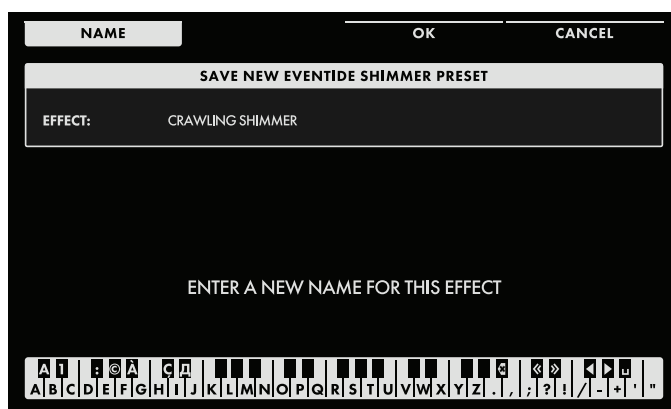 NAME OK CANCEL
SAVE NEW EVENTIDE SHIMMER PRESET
EFFECT: CRAWLING SHIMMER
ENTER A NEW NAME FOR THIS EFFECT
A 1 : © À Ç Д « »
A B C D E F G H I J K L M N O P Q R S T U V W X Y Z . , ; ? ! / - + ' "